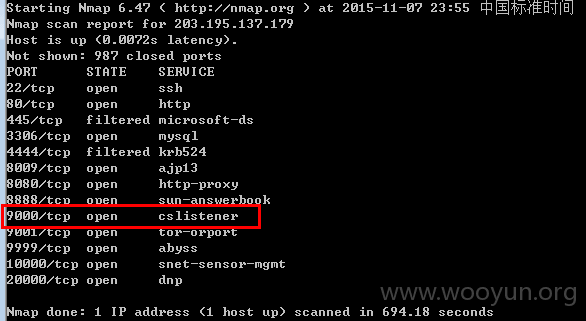 Starting Nmap 6.47 ( http://nmap.org ) at 2015-11-07 23:55 中国标准时间
Nmap scan report for 203.195.137.179
Host is up (0.0072s latency).
Not shown: 987 closed ports
PORT STATE SERVICE
22/tcp open ssh
80/tcp open http
445/tcp filtered microsoft-ds
3306/tcp open mysql
4444/tcp filtered krb524
8009/tcp open ajp13
8080/tcp open http-proxy
8888/tcp open sun-answerbook
9000/tcp open cslistener
9001/tcp open tor-orport
9999/tcp open abyss
10000/tcp open snet-sensor-mgmt
20000/tcp open dnp
www.wooyun.org
Nmap done: 1 IP address (1 host up) scanned in 694.18 seconds